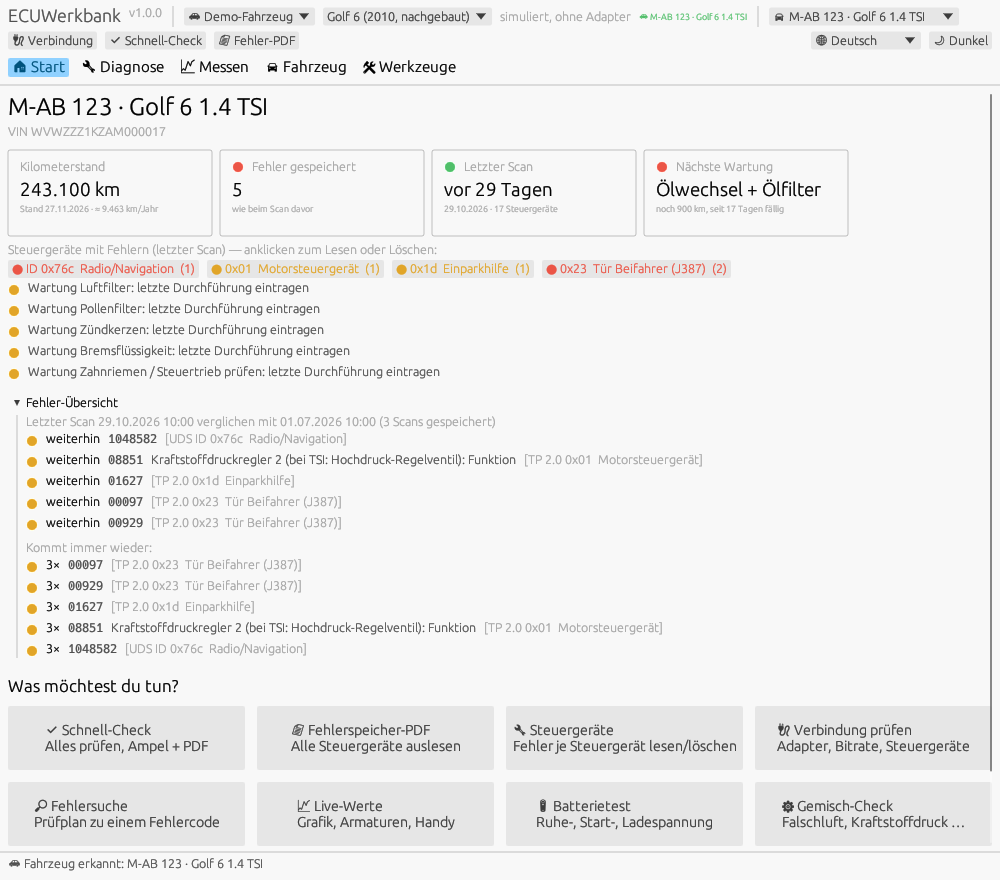 ECUWerkbank v1.0.0 Demo-Fahrzeug Golf 6 (2010, nachgebaut) simuliert, ohne Adapter M-AB 123 · Golf 6 1.4 TSI M-AB 123 · Golf 6 1.4 TSI
Verbindung Schnell-Check Fehler-PDF Deutsch Dunkel
Start Diagnose Messen Fahrzeug Werkzeuge
M-AB 123 · Golf 6 1.4 TSI
VIN WVWZZZ1KZAM000017
Kilometerstand Fehler gespeichert Letzter Scan Nächste Wartung
243.100 km 5 vor 29 Tagen Ölwechsel + Ölfilter
Stand 27.11.2026 · ≈ 9.463 km/Jahr wie beim Scan davor 29.10.2026 · 17 Steuergeräte noch 900 km, seit 17 Tagen fällig
Steuergeräte mit Fehlern (letzter Scan) — anklicken zum Lesen oder Löschen:
ID 0x76c Radio/Navigation (1) 0x01 Motorsteuergerät (1) 0x1d Einparkhilfe (1) 0x23 Tür Beifahrer (J387) (2)
Wartung Luftfilter: letzte Durchführung eintragen
Wartung Pollenfilter: letzte Durchführung eintragen
Wartung Zündkerzen: letzte Durchführung eintragen
Wartung Bremsflüssigkeit: letzte Durchführung eintragen
Wartung Zahnriemen / Steuertrieb prüfen: letzte Durchführung eintragen
▼ Fehler-Übersicht
Letzter Scan 29.10.2026 10:00 verglichen mit 01.07.2026 10:00 (3 Scans gespeichert)
weiterhin 1048582 [UDS ID 0x76c Radio/Navigation]
weiterhin 08851 Kraftstoffdruckregler 2 (bei TSI: Hochdruck-Regelventil): Funktion [TP 2.0 0x01 Motorsteuergerät]
weiterhin 01627 [TP 2.0 0x1d Einparkhilfe]
weiterhin 00097 [TP 2.0 0x23 Tür Beifahrer (J387)]
weiterhin 00929 [TP 2.0 0x23 Tür Beifahrer (J387)]
Kommt immer wieder:
3× 00097 [TP 2.0 0x23 Tür Beifahrer (J387)]
3× 00929 [TP 2.0 0x23 Tür Beifahrer (J387)]
3× 01627 [TP 2.0 0x1d Einparkhilfe]
3× 08851 Kraftstoffdruckregler 2 (bei TSI: Hochdruck-Regelventil): Funktion [TP 2.0 0x01 Motorsteuergerät]
3× 1048582 [UDS ID 0x76c Radio/Navigation]
Was möchtest du tun?
Schnell-Check Fehlerspeicher-PDF Steuergeräte Verbindung prüfen
Alles prüfen, Ampel + PDF Alle Steuergeräte auslesen Fehler je Steuergerät lesen/löschen Adapter, Bitrate, Steuergeräte
Fehlersuche Live-Werte Batterietest Gemisch-Check
Prüfplan zu einem Fehlercode Grafik, Armaturen, Handy Ruhe-, Start-, Ladespannung Falschluft, Kraftstoffdruck …
Fahrzeug erkannt: M-AB 123 · Golf 6 1.4 TSI